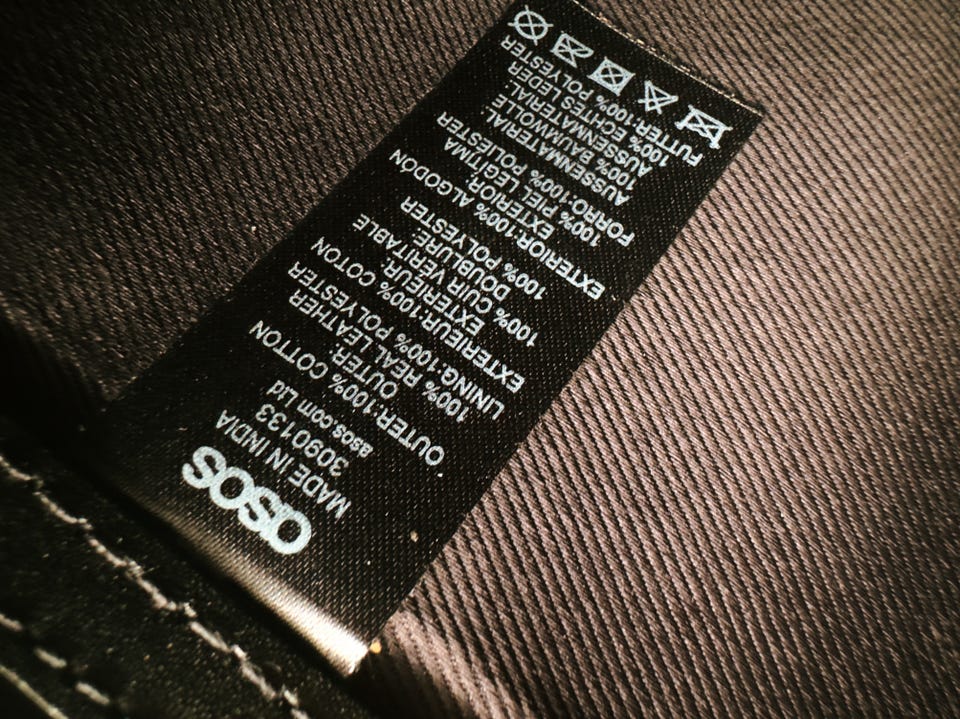 asos
MADE IN INDIA
3090133
asos.com Ltd
OUTER:100% COTTON
OUTER:
100% REAL LEATHER
LINING:100% POLYESTER
EXTERIEUR:100% COTON
EXTERIEUR:
100% CUIR VERITABLE
DOUBLURE:
100% POLYESTER
EXTERIOR:100% ALGODÓN
EXTERIOR:
100% PIEL LEGÍTIMA
FORRO:100% POLIESTER
AUSSENMATERIAL
100% BAUMWOLLE:
AUSSENMATERIAL:
100% ECHTES LEDER
FUTTER:100% POLYESTER